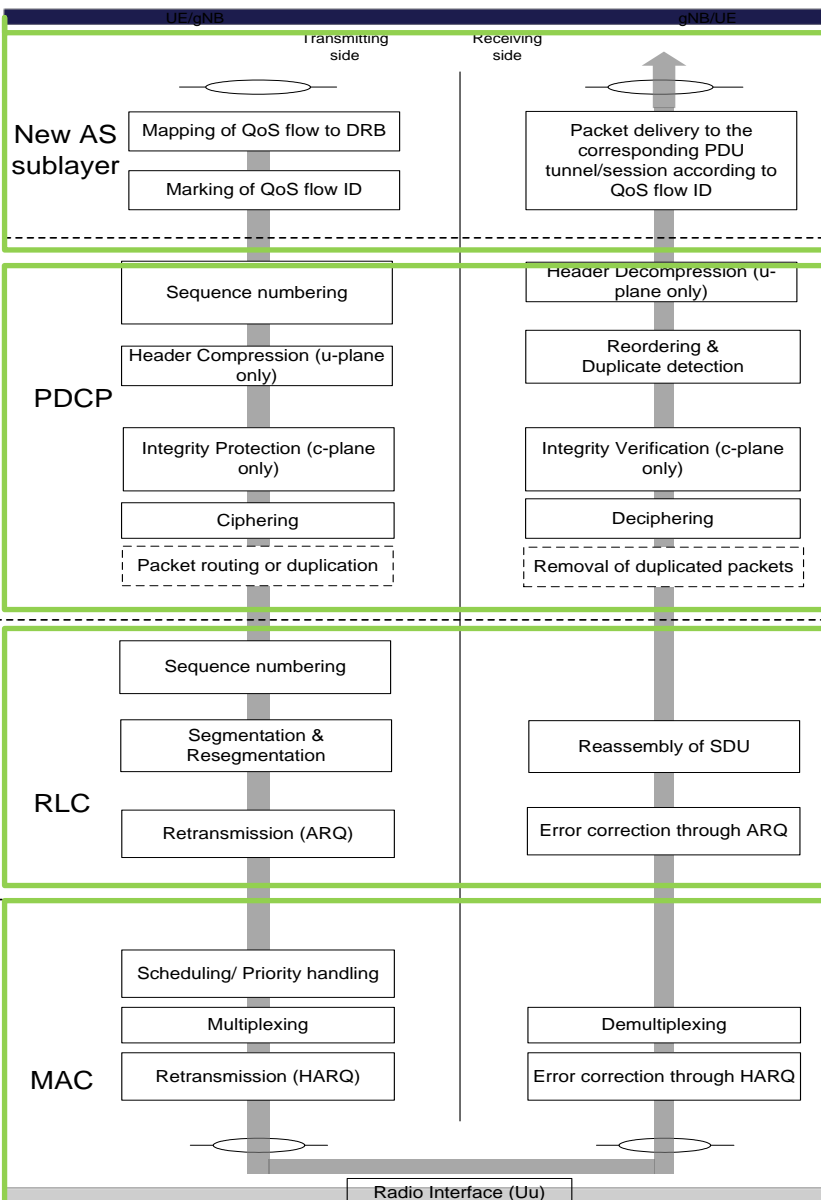 UE/gNB
gNB/UE
Transmitting
side
Receiving
side
New AS
sublayer
Mapping of QoS flow to DRB
Marking of QoS flow ID
Packet delivery to the
corresponding PDU
tunnel/session according to
QoS flow ID
PDCP
Sequence numbering
Header Compression (u-plane
only)
Integrity Protection (c-plane
only)
Ciphering
Packet routing or duplication
Header Decompression (u-
plane only)
Reordering &
Duplicate detection
Integrity Verification (c-plane
only)
Deciphering
Removal of duplicated packets
RLC
Sequence numbering
Segmentation &
Resegmentation
Retransmission (ARQ)
Reassembly of SDU
Error correction through ARQ
MAC
Scheduling/ Priority handling
Multiplexing
Retransmission (HARQ)
Demultiplexing
Error correction through HARQ
Radio Interface (Uu)